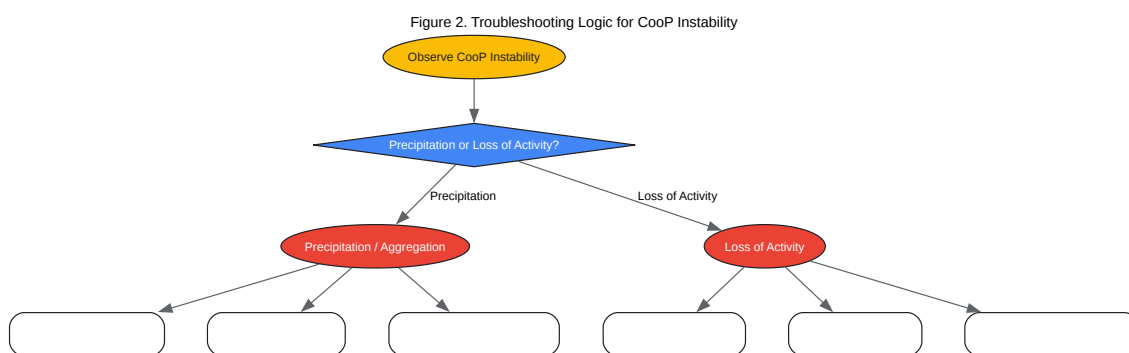 Figure 2. Troubleshooting Logic for CooP Instability
Observe CooP Instability
Precipitation or Loss of Activity?
Precipitation
Loss of Activity
Precipitation / Aggregation
Loss of Activity